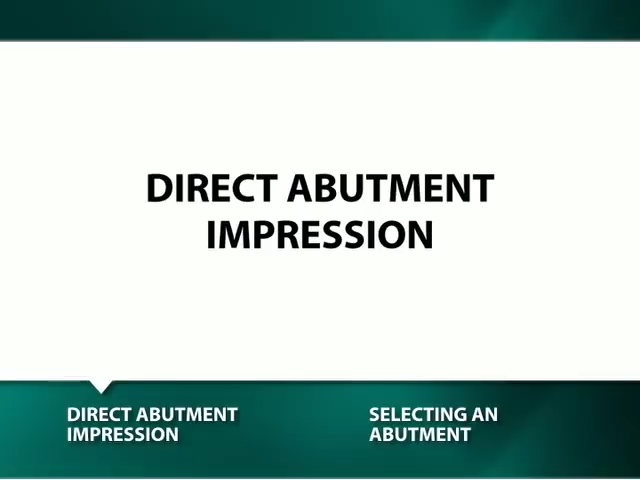 DIRECT ABUTMENT
IMPRESSION
DIRECT ABUTMENT
IMPRESSION
SELECTING AN
ABUTMENT